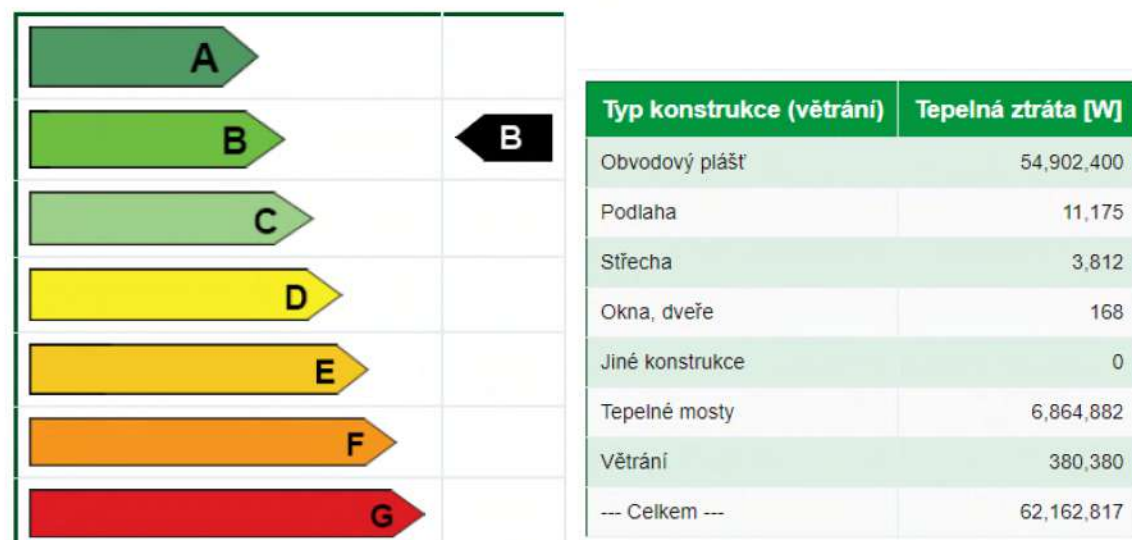 A
B
B
C
D
E
F
G
Typ konstrukce (větrání) Tepelná ztráta [W]
Obvodový plášť 54,902,400
Podlaha 11,175
Střecha 3,812
Okna, dveře 168
Jiné konstrukce 0
Tepelné mosty 6,864,882
Větrání 380,380
--- Celkem --- 62,162,817